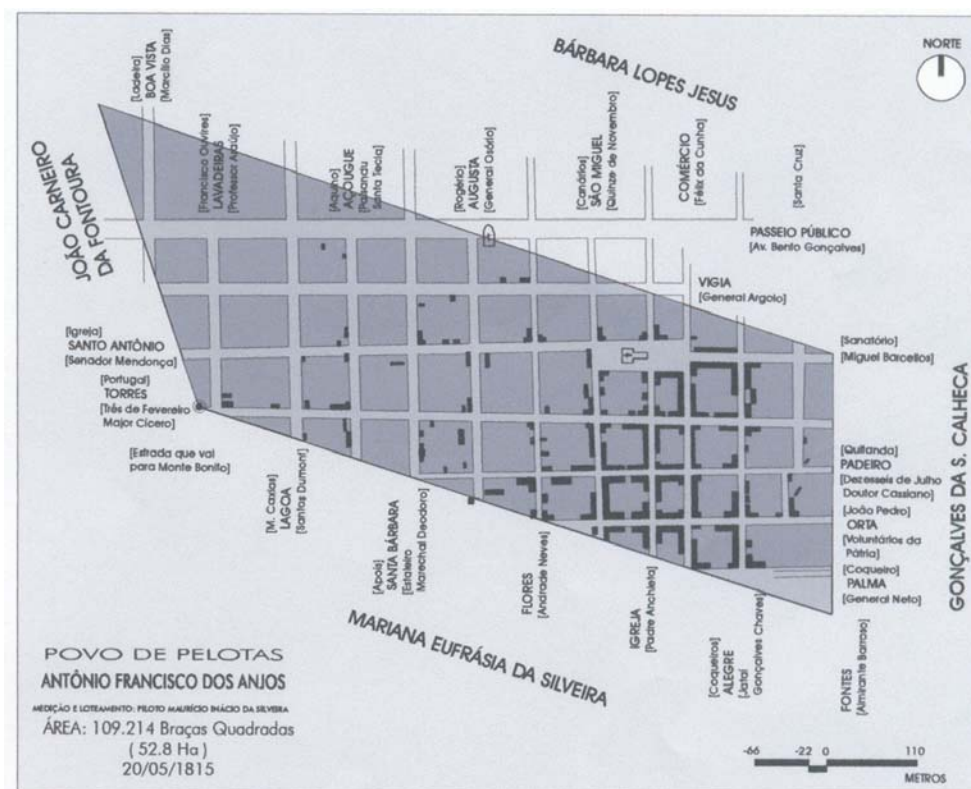 NORTE
BÁRBARA LOPES JESUS
JOÃO CARNEIRO
DA FONTOURA
[Ladeira]
BOA VISTA
[Marcílio Dias]
[Francisco Ouvires]
LAVADEIRAS
[Professor Araújo]
[Aquino]
AÇOUGUE
[Paissandu
Santa Tecla]
[Rogério]
AUGUSTA
[General Osório]
[Canários]
SÃO MIGUEL
[Quinze de Novembro]
COMÉRCIO
[Félix da Cunha]
[Santa Cruz]
PASSEIO PÚBLICO
[Av. Bento Gonçalves]
VIGIA
[General Argolo]
[Sanatório]
[Miguel Barcellos]
[Igreja]
SANTO ANTÔNIO
[Senador Mendonça]
[Portugal]
TORRES
[Três de Fevereiro
Major Cícero]
[Estrada que vai
para Monte Bonito]
[Quitanda]
PADEIRO
[Dezesseis de Julho
Doutor Cassiano]
[João Pedro]
ORTA
[Voluntários da
Pátria]
[Coqueiro]
PALMA
[General Neto]
GONÇALVES DA S. CALHECA
[M. Caxias]
LAGOA
[Santos Dumont]
SANTA BÁRBARA
[Estaleiro
Marechal Deodoro]
FLORES
[Andrade Neves]
IGREJA
[Padre Anchieta]
[Coqueiros]
ALEGRE
[Jataí
Gonçalves Chaves]
FONTES
[Almirante Barroso]
MARIANA EUFRÁSIA DA SILVEIRA
POVO DE PELOTAS
ANTÔNIO FRANCISCO DOS ANJOS
MEDIÇÃO E LOTEAMENTO: PILOTO MAURÍCIO INÁCIO DA SILVEIRA
ÁREA: 109.214 Braças Quadradas
( 52.8 Ha )
20/05/1815
-66 -22 0 110
METROS